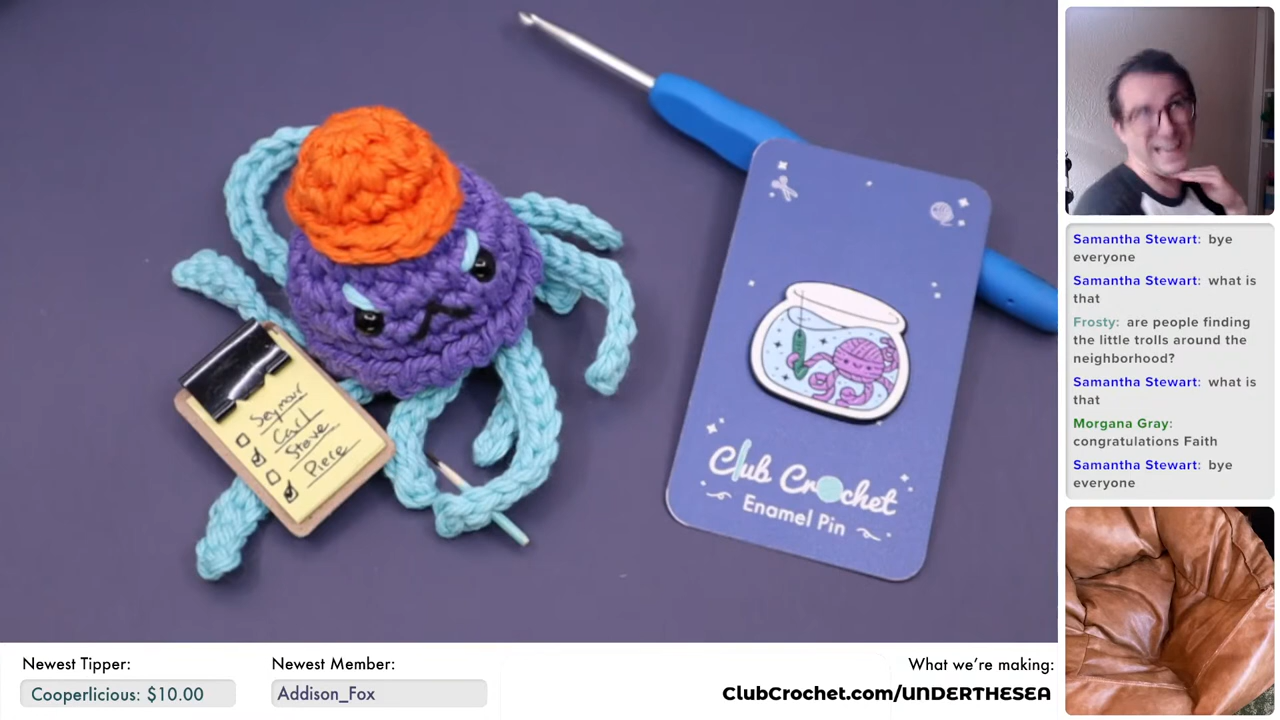 Seymour
Carl
Steve
Piece
Club Crochet
Enamel Pin
Samantha Stewart: bye
everyone
Samantha Stewart: what is
that
Frosty: are people finding
the little trolls around the
neighborhood?
Samantha Stewart: what is
that
Morgana Gray:
congratulations Faith
Samantha Stewart: bye
everyone
Newest Tipper:
Cooperlicious: $10.00
Newest Member:
Addison_Fox
What we're making:
ClubCrochet.com/UNDERTHESEA